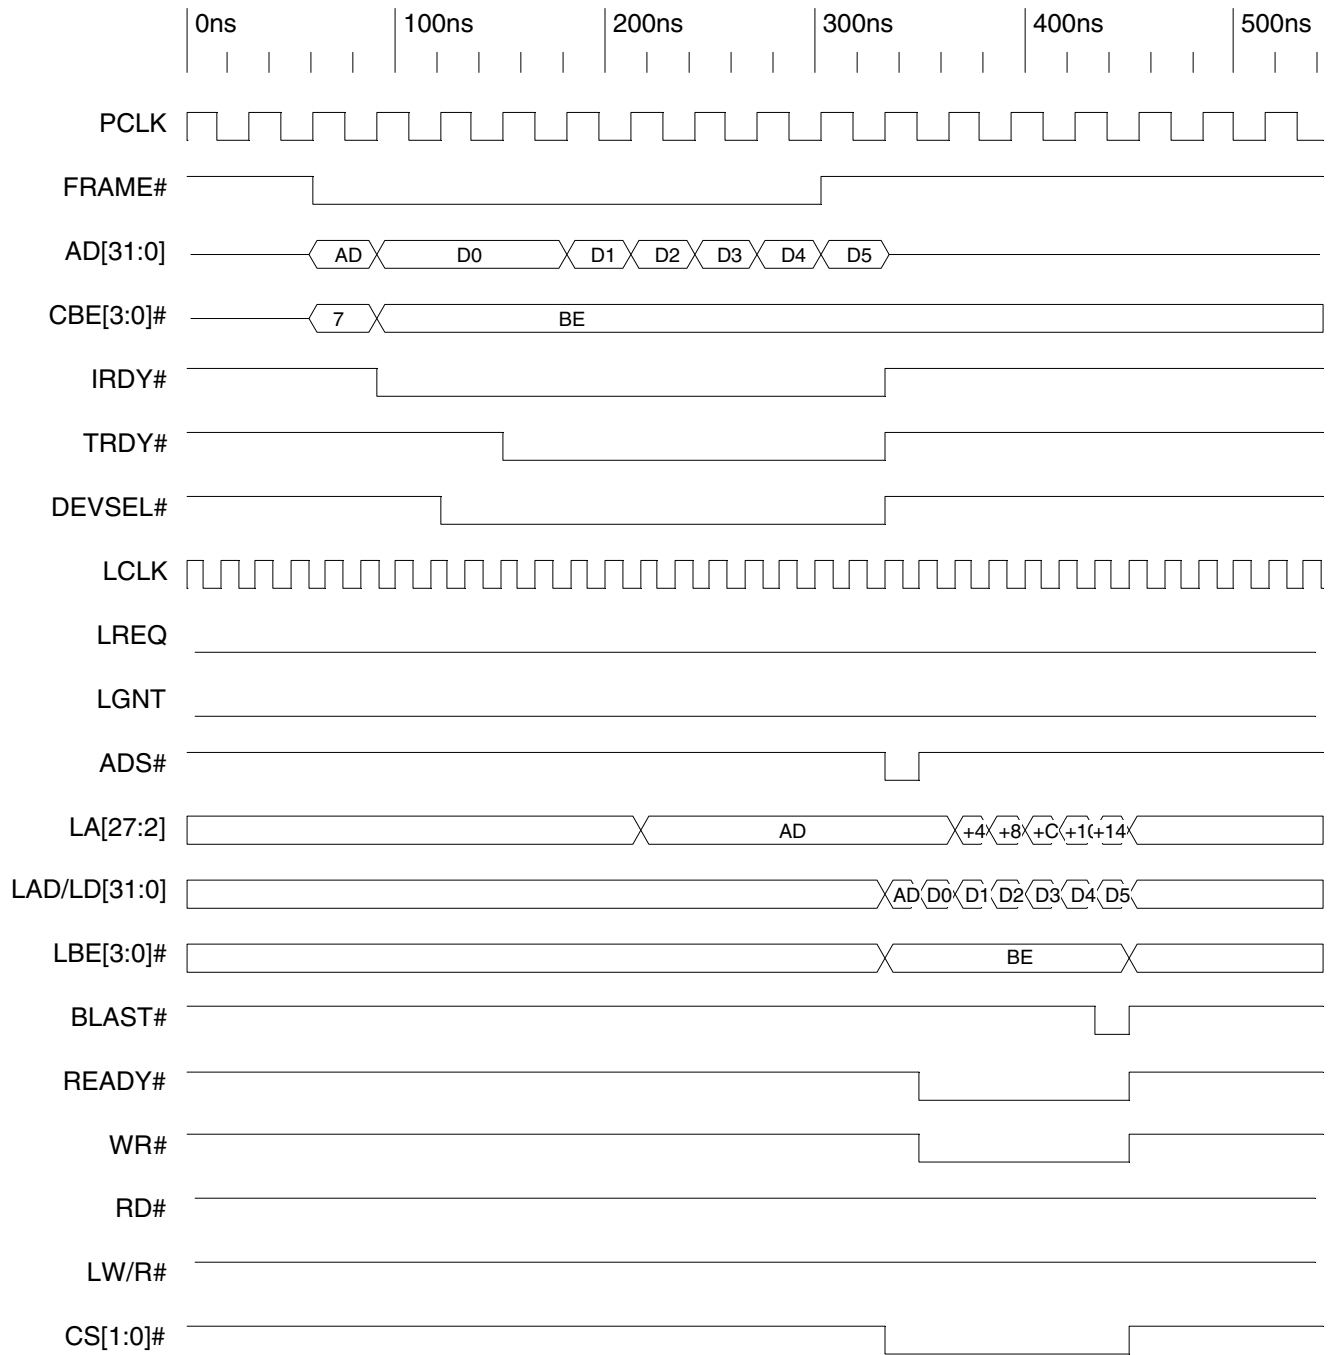 0ns 100ns 200ns 300ns 400ns 500ns
PCLK
FRAME#
AD[31:0] AD D0 D1 D2 D3 D4 D5
CBE[3:0]# 7 BE
IRDY#
TRDY#
DEVSEL#
LCLK
LREQ
LGNT
ADS#
LA[27:2] AD +4 +8 +C +10 +14
LAD/LD[31:0] AD D0 D1 D2 D3 D4 D5
LBE[3:0]# BE
BLAST#
READY#
WR#
RD#
LW/R#
CS[1:0]#